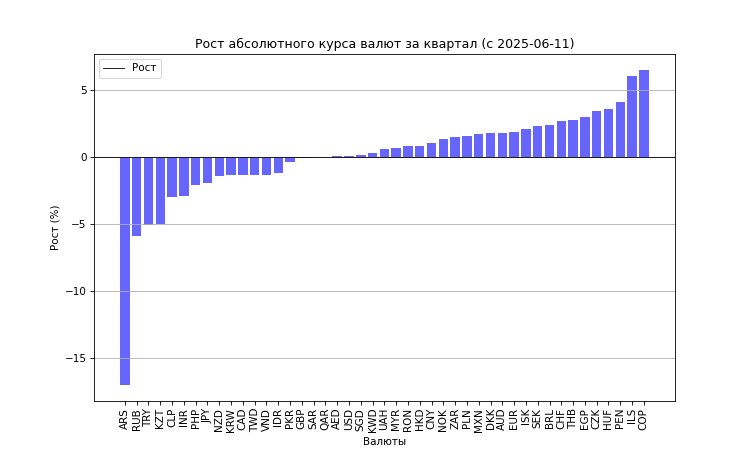 Рост абсолютного курса валют за квартал (с 2025-06-11)
Рост
5
0
−5
−10
−15
Рост (%)
ARS RUB TRY KZT CLP INR PHP JPY NZD KRW CAD TWD VND IDR PKR GBP SAR QAR AED USD SGD KWD UAH MYR RON HKD CNY NOK ZAR PLN MXN DKK AUD EUR ISK SEK BRL CHF THB EGP CZK HUF PEN ILS COP
Валюты